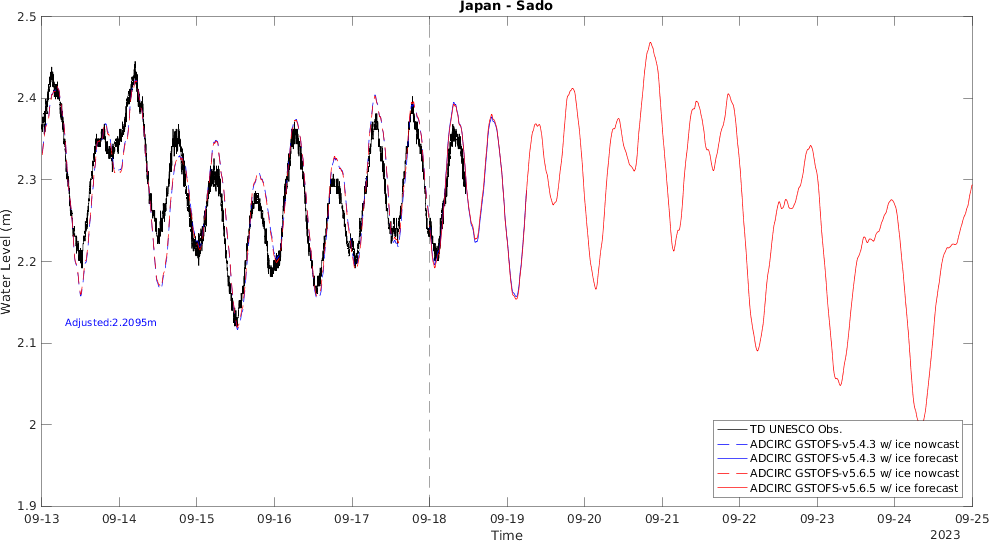 Japan - Sado
2.5
2.4
2.3
2.2
2.1
2
1.9
Water Level (m)
Adjusted:2.2095m
TD UNESCO Obs.
ADCIRC GSTOFS-v5.4.3 w/ ice nowcast
ADCIRC GSTOFS-v5.4.3 w/ ice forecast
ADCIRC GSTOFS-v5.6.5 w/ ice nowcast
ADCIRC GSTOFS-v5.6.5 w/ ice forecast
09-13 09-14 09-15 09-16 09-17 09-18 09-19 09-20 09-21 09-22 09-23 09-24 09-25
Time
2023